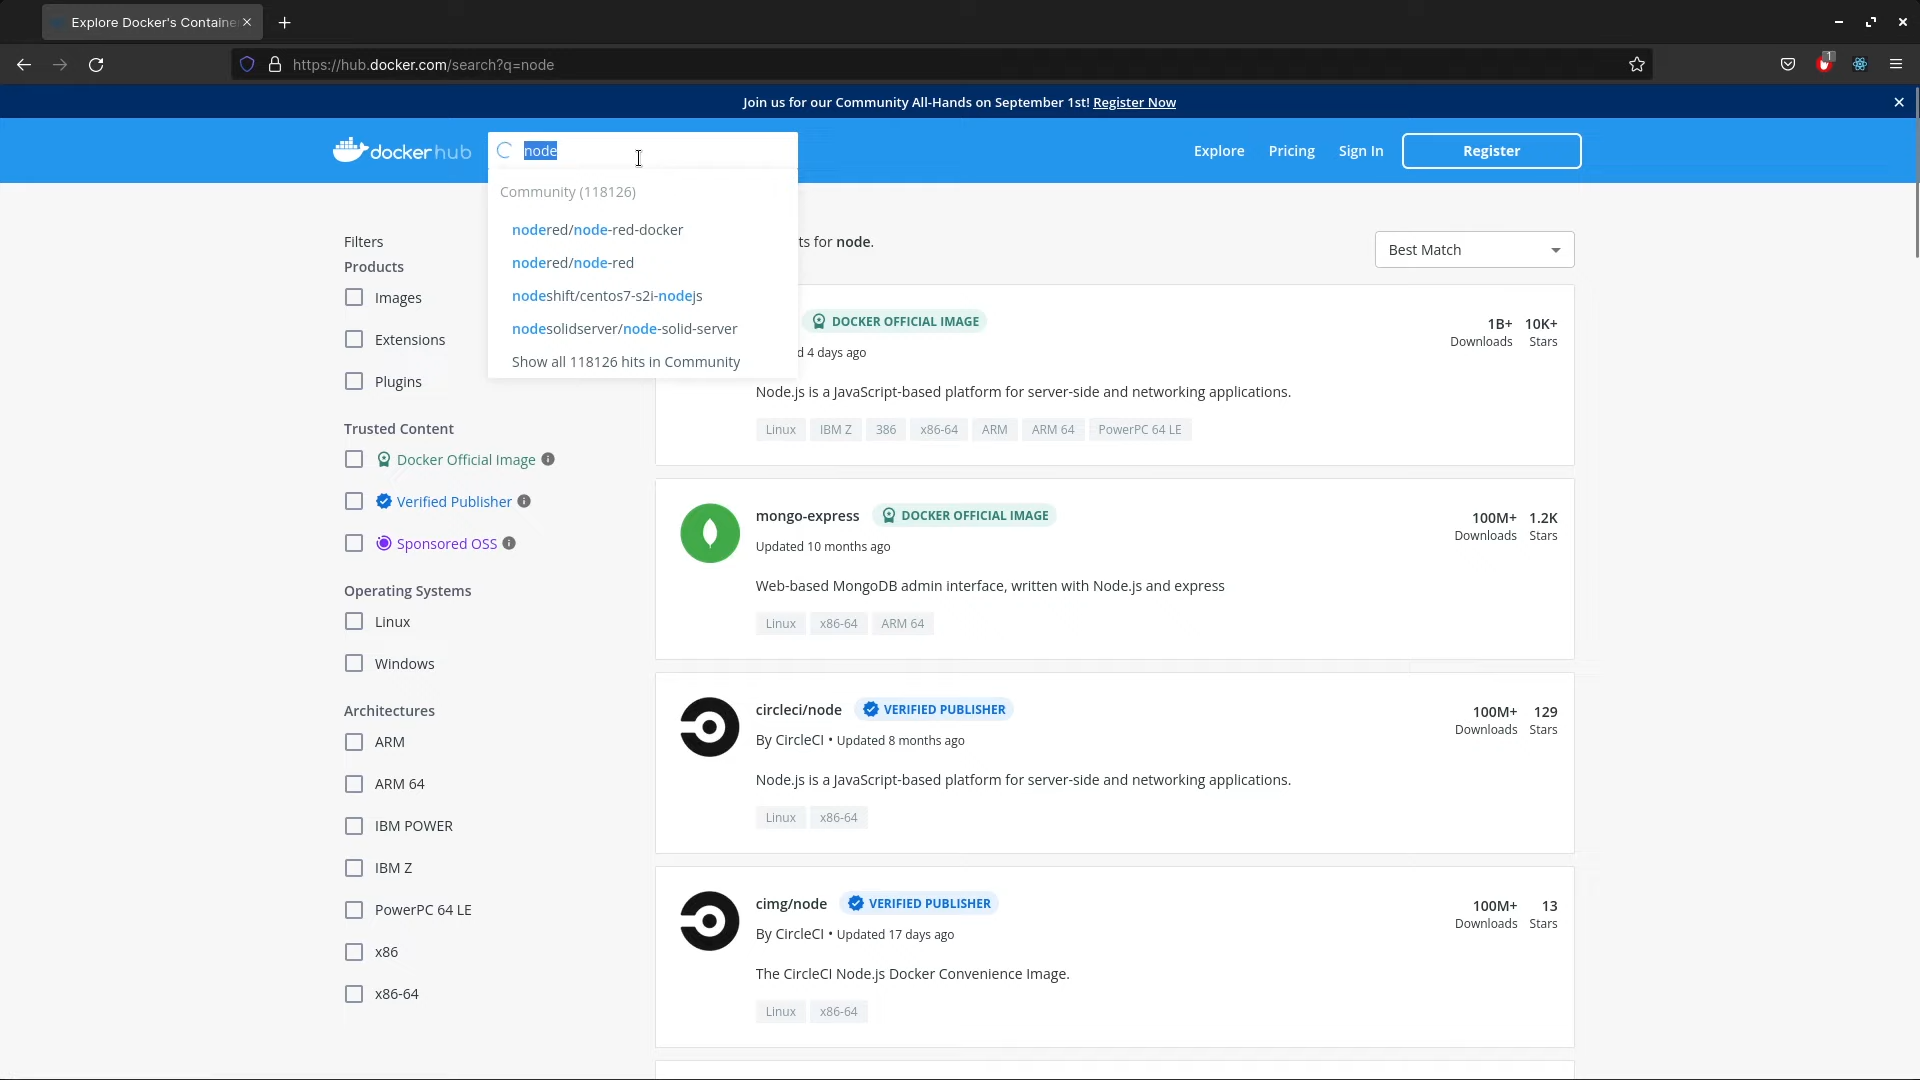 Explore Docker's Containe
https://hub.docker.com/search?q=node
1
Join us for our Community All-Hands on September 1st! Register Now
docker hub
node
Explore
Pricing
Sign In
Register
Community (118126)
nodered/node-red-docker
nodered/node-red
nodeshift/centos7-s2i-nodejs
nodesolidserver/node-solid-server
Show all 118126 hits in Community
Filters
Products
Images
Extensions
Plugins
Trusted Content
Docker Official Image
Verified Publisher
Sponsored OSS
Operating Systems
Linux
Windows
Architectures
ARM
ARM 64
IBM POWER
IBM Z
PowerPC 64 LE
x86
x86-64
ts for node.
Best Match
DOCKER OFFICIAL IMAGE
d 4 days ago
1B+ 10K+
Downloads Stars
Node.js is a JavaScript-based platform for server-side and networking applications.
Linux IBM Z 386 x86-64 ARM ARM 64 PowerPC 64 LE
mongo-express DOCKER OFFICIAL IMAGE
Updated 10 months ago
100M+ 1.2K
Downloads Stars
Web-based MongoDB admin interface, written with Node.js and express
Linux x86-64 ARM 64
circleci/node VERIFIED PUBLISHER
By CircleCI • Updated 8 months ago
100M+ 129
Downloads Stars
Node.js is a JavaScript-based platform for server-side and networking applications.
Linux x86-64
cimg/node VERIFIED PUBLISHER
By CircleCI • Updated 17 days ago
100M+ 13
Downloads Stars
The CircleCI Node.js Docker Convenience Image.
Linux x86-64